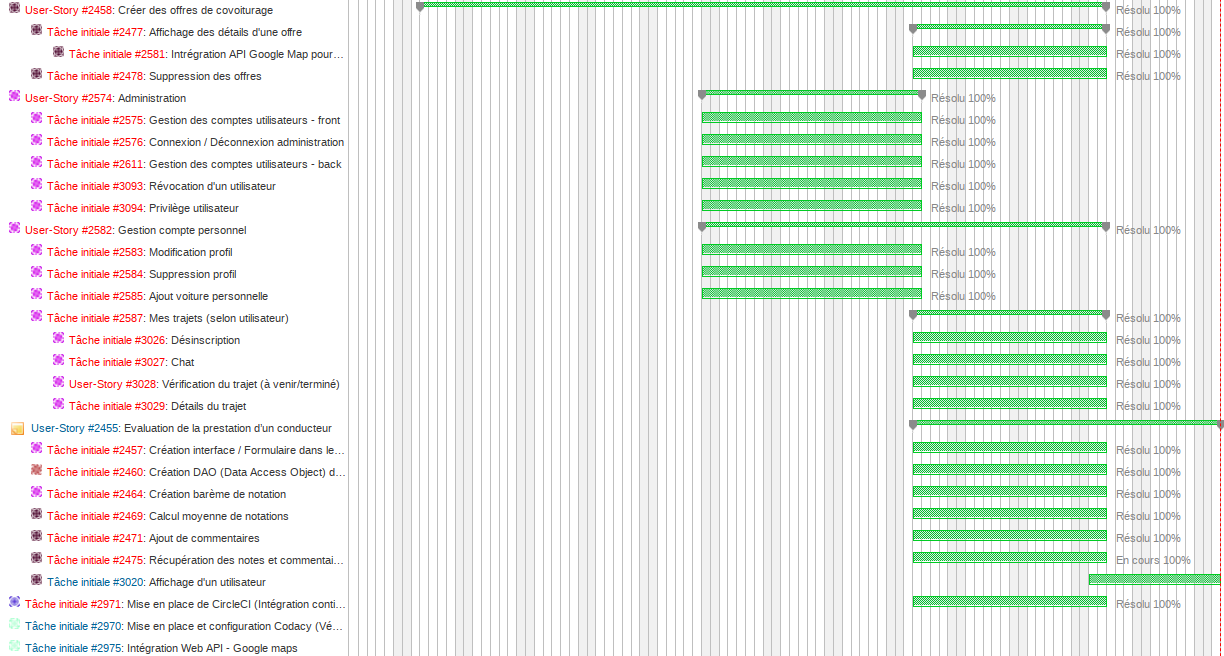 User-Story #2458: Créer des offres de covoiturage Résolu 100%
Tâche initiale #2477: Affichage des détails d'une offre Résolu 100%
Tâche initiale #2581: Intrégration API Google Map pour... Résolu 100%
Tâche initiale #2478: Suppression des offres Résolu 100%
User-Story #2574: Administration Résolu 100%
Tâche initiale #2575: Gestion des comptes utilisateurs - front Résolu 100%
Tâche initiale #2576: Connexion / Déconnexion administration Résolu 100%
Tâche initiale #2611: Gestion des comptes utilisateurs - back Résolu 100%
Tâche initiale #3093: Révocation d'un utilisateur Résolu 100%
Tâche initiale #3094: Privilège utilisateur Résolu 100%
User-Story #2582: Gestion compte personnel Résolu 100%
Tâche initiale #2583: Modification profil Résolu 100%
Tâche initiale #2584: Suppression profil Résolu 100%
Tâche initiale #2585: Ajout voiture personnelle Résolu 100%
Tâche initiale #2587: Mes trajets (selon utilisateur) Résolu 100%
Tâche initiale #3026: Désinscription Résolu 100%
Tâche initiale #3027: Chat Résolu 100%
User-Story #3028: Vérification du trajet (à venir/terminé) Résolu 100%
Tâche initiale #3029: Détails du trajet Résolu 100%
User-Story #2455: Evaluation de la prestation d'un conducteur
Tâche initiale #2457: Création interface / Formulaire dans le... Résolu 100%
Tâche initiale #2460: Création DAO (Data Access Object) d... Résolu 100%
Tâche initiale #2464: Création barème de notation Résolu 100%
Tâche initiale #2469: Calcul moyenne de notations Résolu 100%
Tâche initiale #2471: Ajout de commentaires Résolu 100%
Tâche initiale #2475: Récupération des notes et commentai... En cours 100%
Tâche initiale #3020: Affichage d'un utilisateur
Tâche initiale #2971: Mise en place de CircleCI (Intégration conti... Résolu 100%
Tâche initiale #2970: Mise en place et configuration Codacy (Vé...
Tâche initiale #2975: Intégration Web API - Google maps